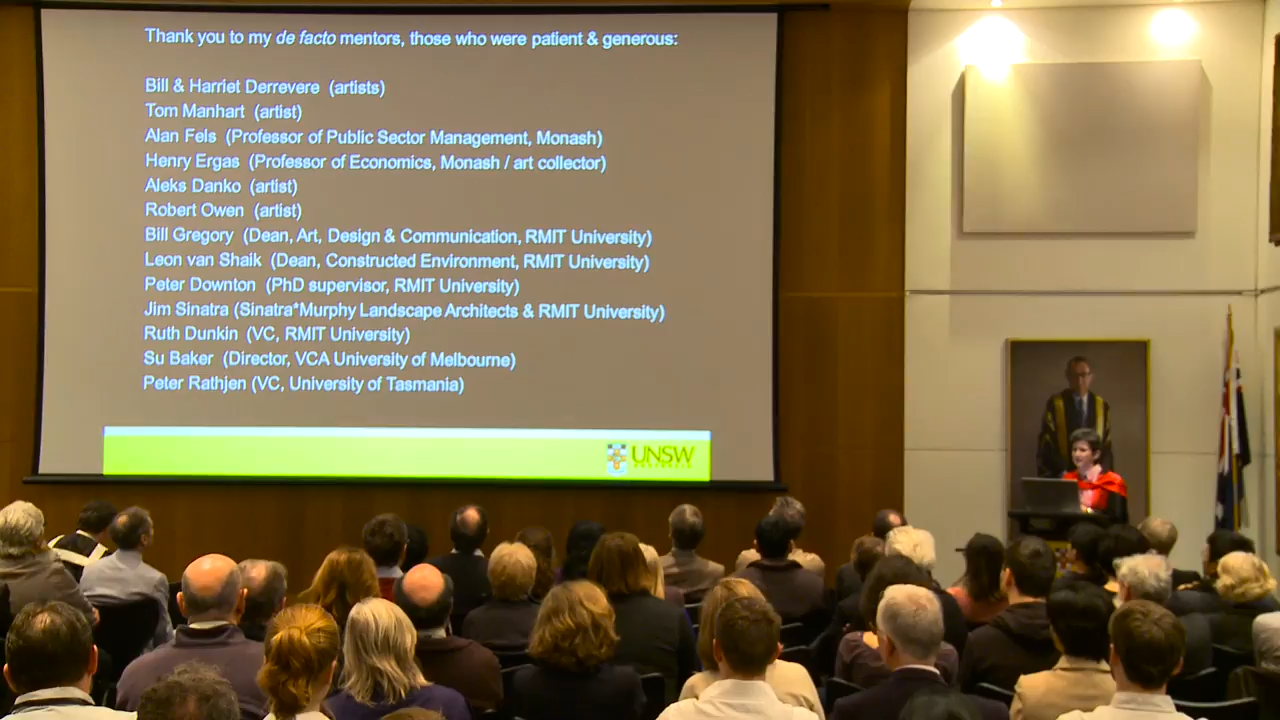 Thank you to my de facto mentors, those who were patient & generous:
Bill & Harriet Derrevere (artists)
Tom Manhart (artist)
Alan Fels (Professor of Public Sector Management, Monash)
Henry Ergas (Professor of Economics, Monash / art collector)
Aleks Danko (artist)
Robert Owen (artist)
Bill Gregory (Dean, Art, Design & Communication, RMIT University)
Leon van Shaik (Dean, Constructed Environment, RMIT University)
Peter Downton (PhD supervisor, RMIT University)
Jim Sinatra (Sinatra*Murphy Landscape Architects & RMIT University)
Ruth Dunkin (VC, RMIT University)
Su Baker (Director, VCA University of Melbourne)
Peter Rathjen (VC, University of Tasmania)
UNSW